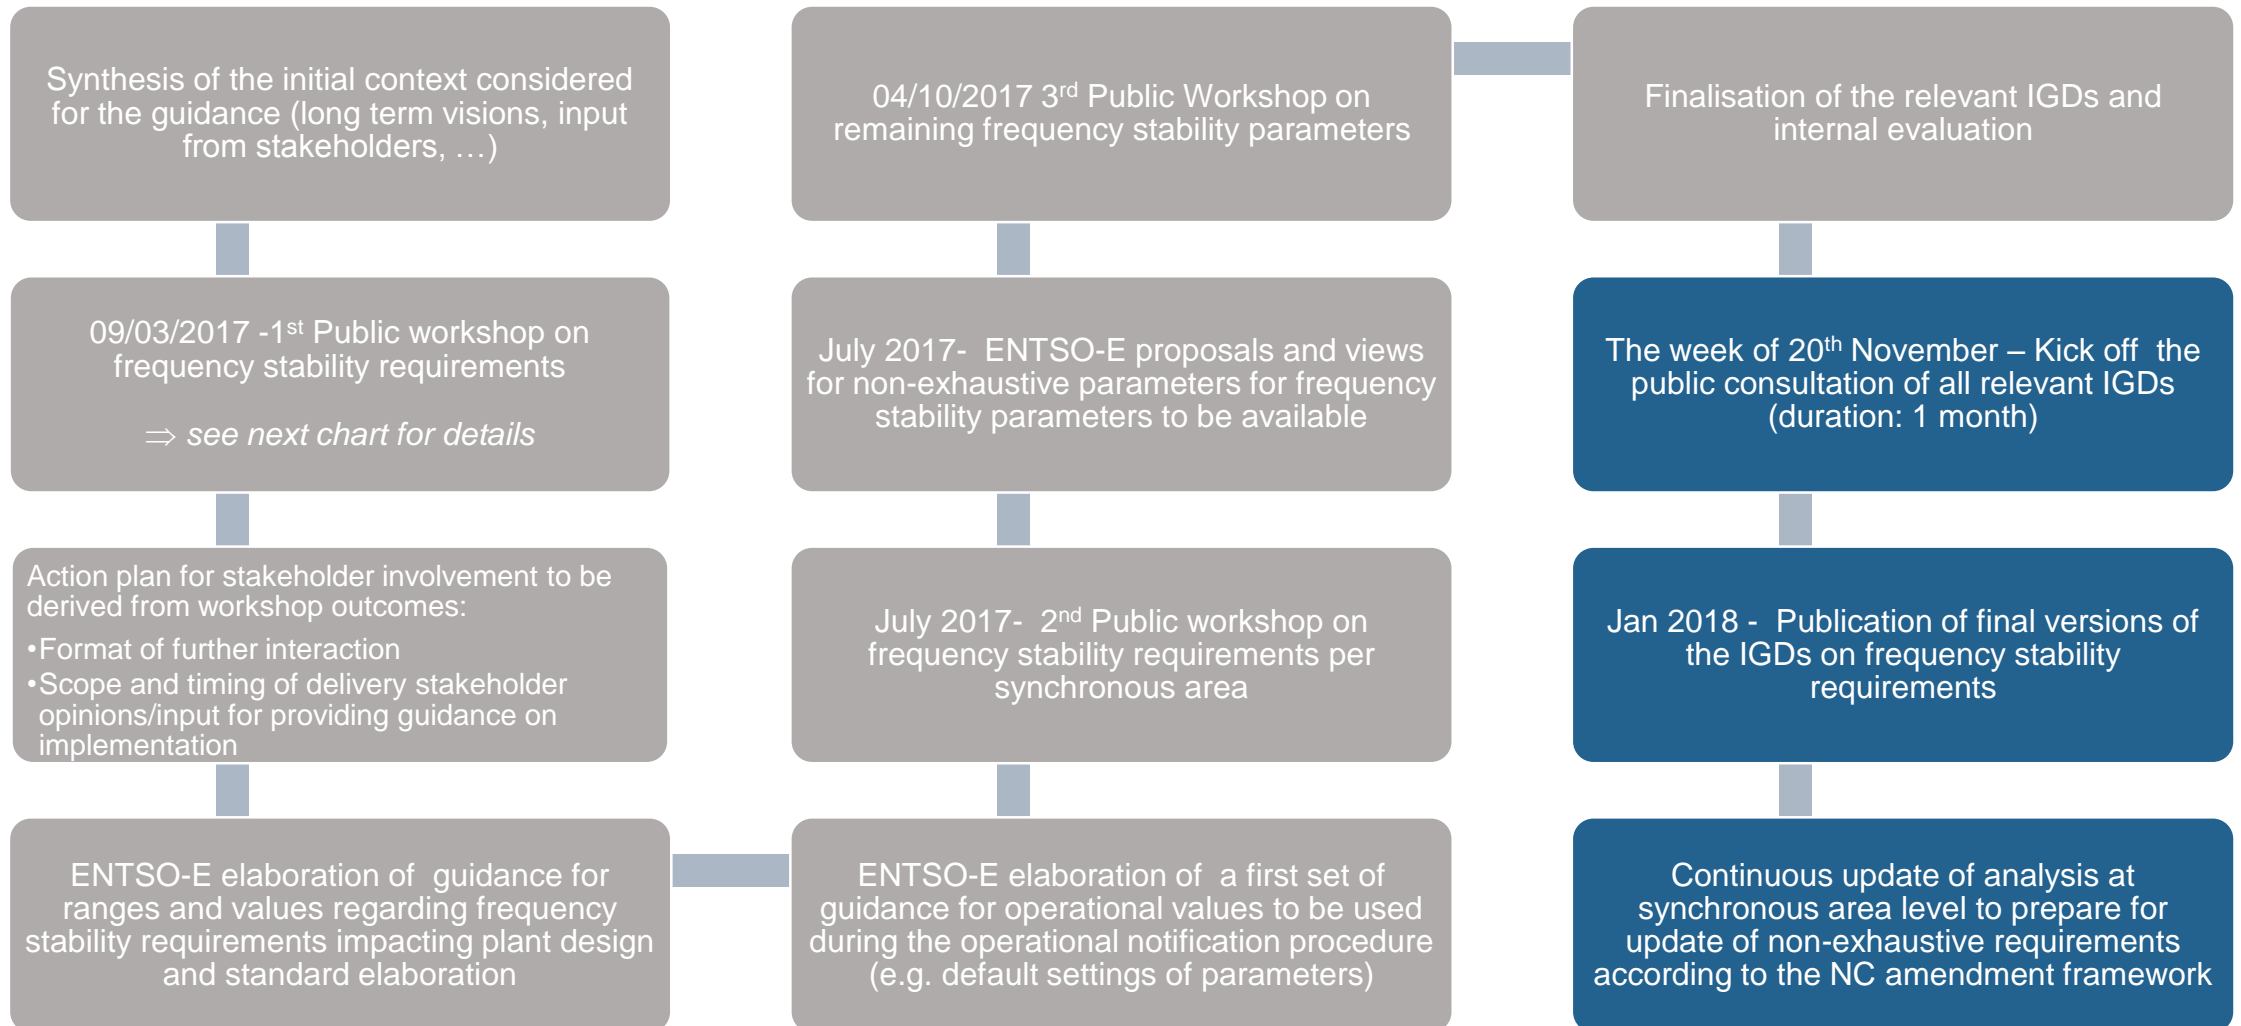 Synthesis of the initial context considered
for the guidance (long term visions, input
from stakeholders, …)
09/03/2017 -1st Public workshop on
frequency stability requirements
⇒ see next chart for details
Action plan for stakeholder involvement to be
derived from workshop outcomes:
•Format of further interaction
•Scope and timing of delivery stakeholder
opinions/input for providing guidance on
implementation
ENTSO-E elaboration of  guidance for
ranges and values regarding frequency
stability requirements impacting plant design
and standard elaboration
ENTSO-E elaboration of  a first set of
guidance for operational values to be used
during the operational notification procedure
(e.g. default settings of parameters)
July 2017-  2nd Public workshop on
frequency stability requirements per
synchronous area
July 2017-  ENTSO-E proposals and views
for non-exhaustive parameters for frequency
stability parameters to be available
04/10/2017 3rd Public Workshop on
remaining frequency stability parameters
Finalisation of the relevant IGDs and
internal evaluation
The week of 20th November – Kick off  the
public consultation of all relevant IGDs
(duration: 1 month)
Jan 2018 -  Publication of final versions of
the IGDs on frequency stability
requirements
Continuous update of analysis at
synchronous area level to prepare for
update of non-exhaustive requirements
according to the NC amendment framework